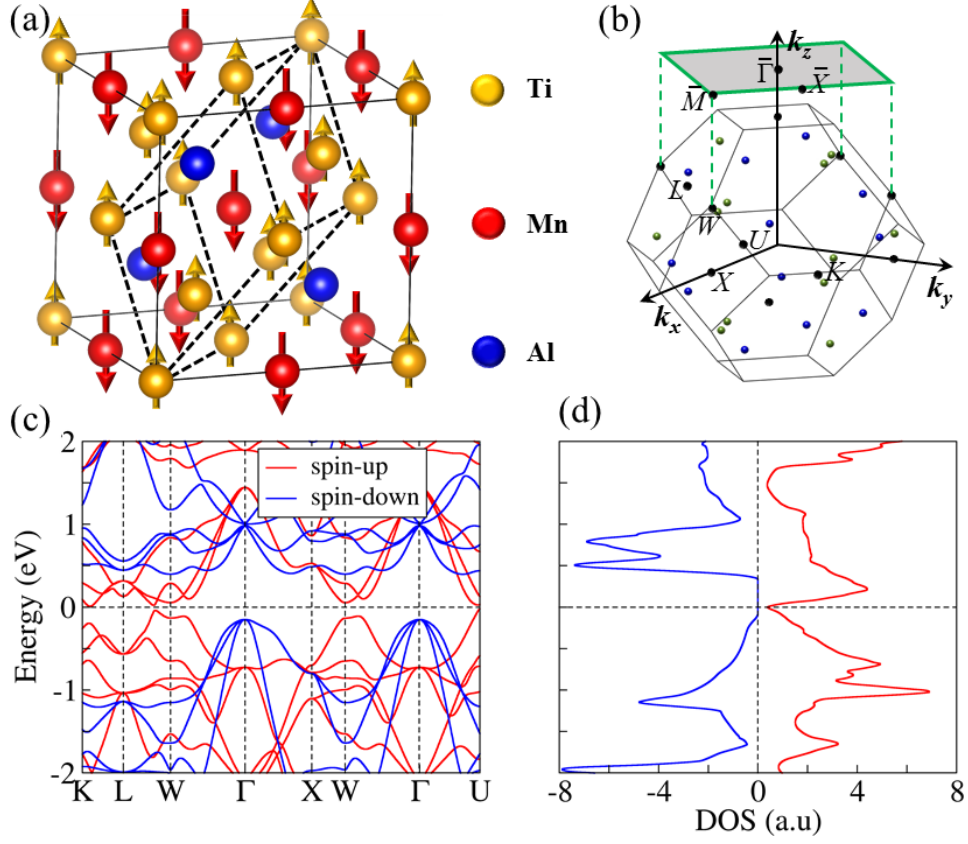 (a)
Ti
Mn
Al
(b)
k_z
Γ̄
X̄
M̄
L
W
U
X
K
k_x
k_y
(c)
2
1
0
-1
-2
Energy (eV)
spin-up
spin-down
K L W Γ X W Γ U
(d)
-8 -4 0 4 8
DOS (a.u)